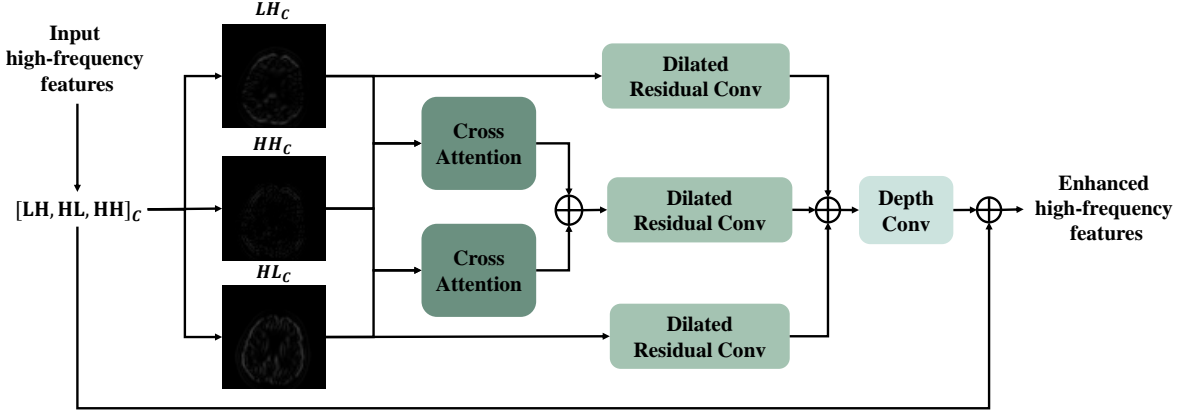 Input
high-frequency
features
[LH, HL, HH]_C
LH_C
HH_C
HL_C
Cross
Attention
Cross
Attention
Dilated
Residual Conv
Dilated
Residual Conv
Dilated
Residual Conv
Depth
Conv
Enhanced
high-frequency
features